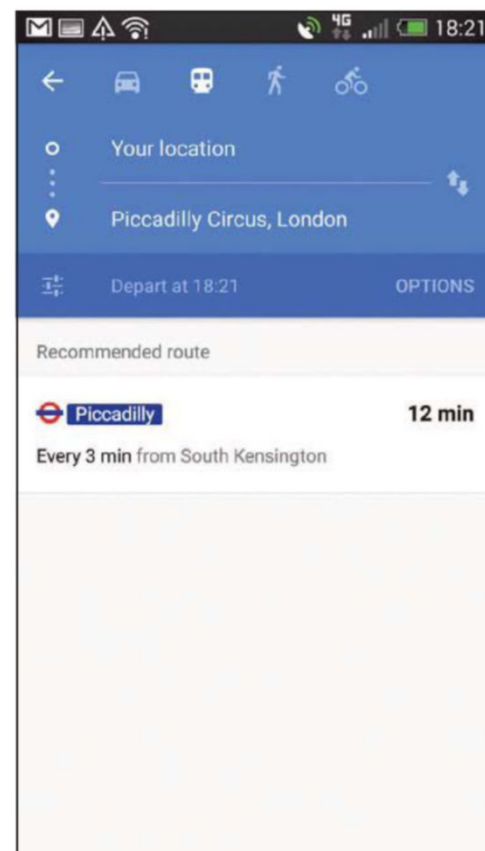 4G 18:21
Your location
Piccadilly Circus, London
Depart at 18:21 OPTIONS
Recommended route
Piccadilly 12 min
Every 3 min from South Kensington